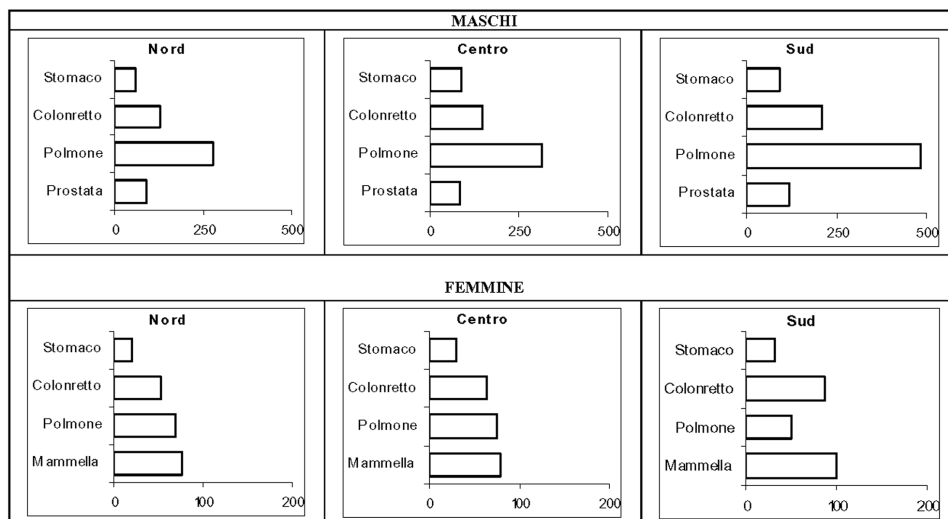 MASCHI
Nord
Stomaco
Colonretto
Polmone
Prostata
0 250 500
Centro
Stomaco
Colonretto
Polmone
Prostata
0 250 500
Sud
Stomaco
Colonretto
Polmone
Prostata
0 250 500
FEMMINE
Nord
Stomaco
Colonretto
Polmone
Mammella
0 100 200
Centro
Stomaco
Colonretto
Polmone
Mammella
0 100 200
Sud
Stomaco
Colonretto
Polmone
Mammella
0 100 200